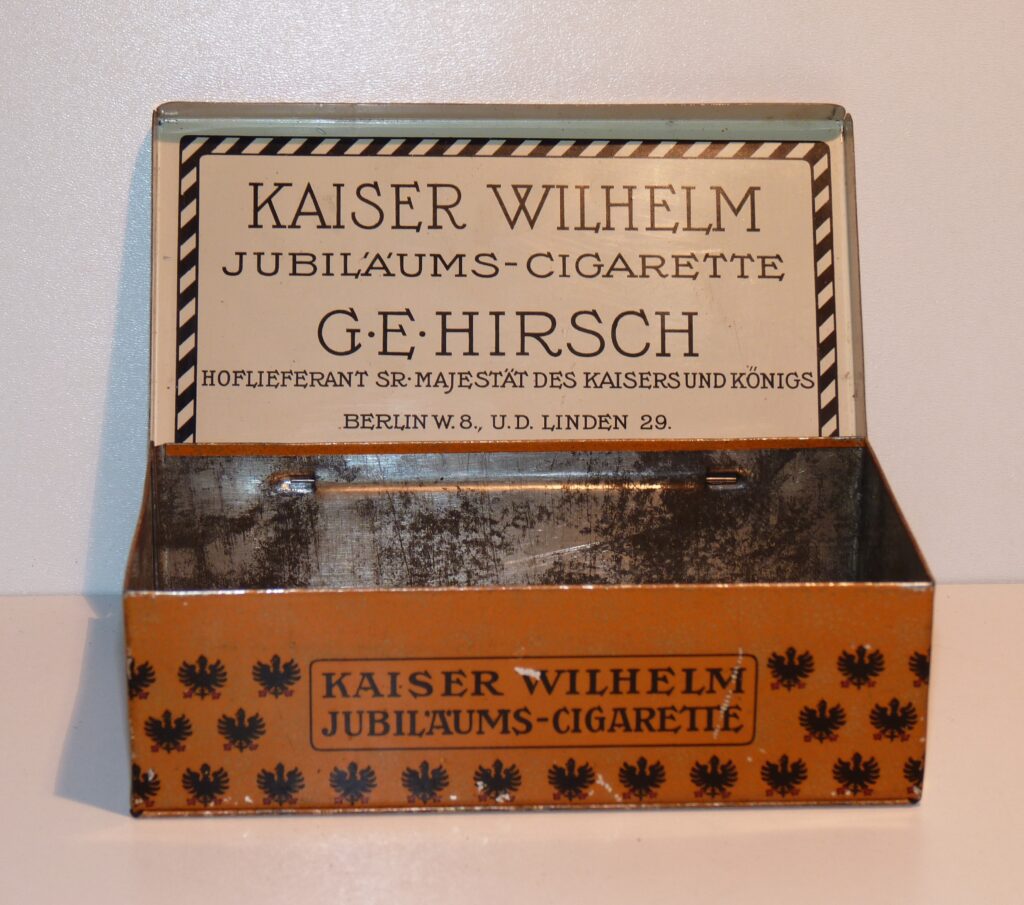 KAISER WILHELM
JUBILÄUMS-CIGARETTE
G·E·HIRSCH
HOFLIEFERANT SR· MAJESTÄT DES KAISERS UND KÖNIGS
BERLIN W. 8., U. D. LINDEN 29.
KAISER WILHELM
JUBILÄUMS-CIGARETTE